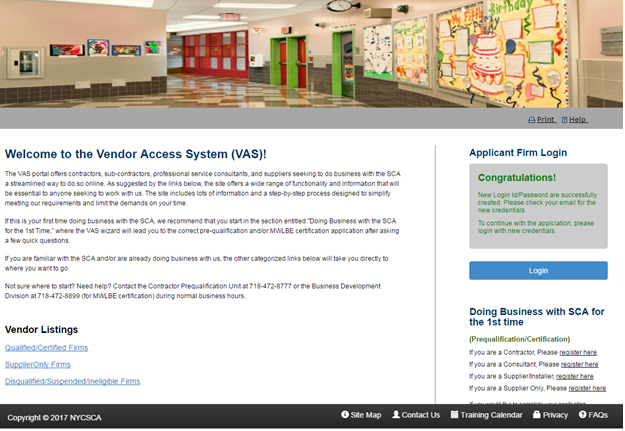 My Fifth
Birthday
Party
Print Help
Welcome to the Vendor Access System (VAS)!
The VAS portal offers contractors, sub-contractors, professional service consultants, and suppliers seeking to do business with the SCA
a streamlined way to do so online. As suggested by the links below, the site offers a wide range of functionality and information that will
be essential to anyone seeking to work with us. The site includes lots of information and a step-by-step process designed to simplify
meeting our requirements and limit the demands on your time.
If this is your first time doing business with the SCA, we recommend that you start in the section entitled "Doing Business with the SCA
for the 1st Time," where the VAS wizard will lead you to the correct pre-qualification and/or MWLBE certification application after asking
a few quick questions.
If you are familiar with the SCA and/or are already doing business with us, the other categorized links below will take you directly to
where you want to go.
Not sure where to start? Need help? Contact the Contractor Prequalification Unit at 718-472-8777 or the Business Development
Division at 718-472-8899 (for MWLBE certification) during normal business hours.
Vendor Listings
Qualified/Certified Firms
SupplierOnly Firms
Disqualified/Suspended/Ineligible Firms
Applicant Firm Login
Congratulations!
New Login Id/Password are successfully
created. Please check your email for the
new credentials
To continue with the applciation, please
login with new credentials.
Login
Doing Business with SCA for
the 1st time
(Prequalification/Certification)
If you are a Contractor, Please register here
If you are a Consultant, Please register here
If you are a Supplier/Installer, register here
If you are a Supplier Only, Please register here
Copyright © 2017 NYCSCA
Site Map Contact Us Training Calendar Privacy FAQs